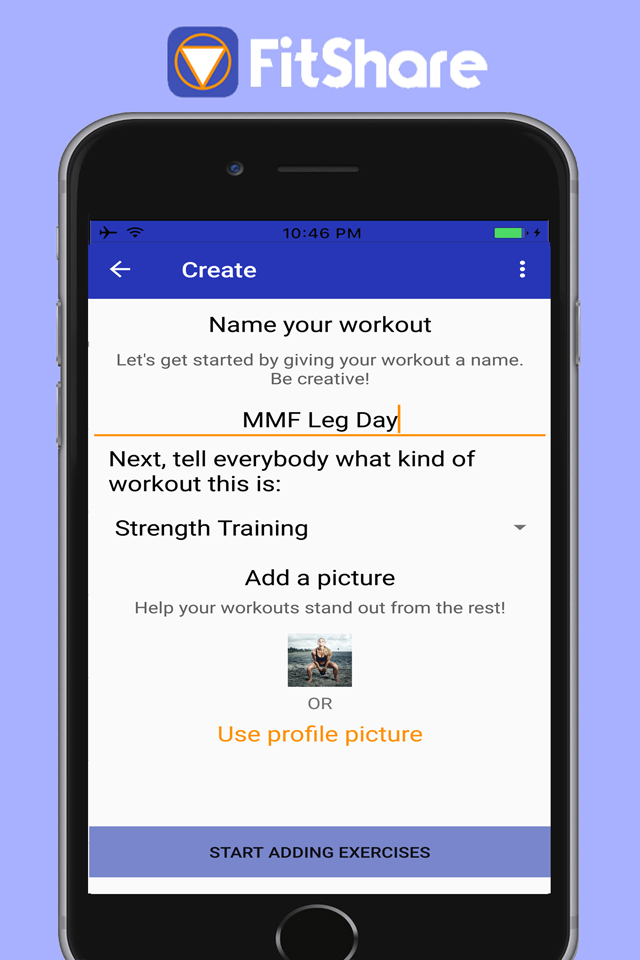 FitShare
10:46 PM
Create
Name your workout
Let's get started by giving your workout a name.
Be creative!
MMF Leg Day
Next, tell everybody what kind of
workout this is:
Strength Training
Add a picture
Help your workouts stand out from the rest!
OR
Use profile picture
START ADDING EXERCISES